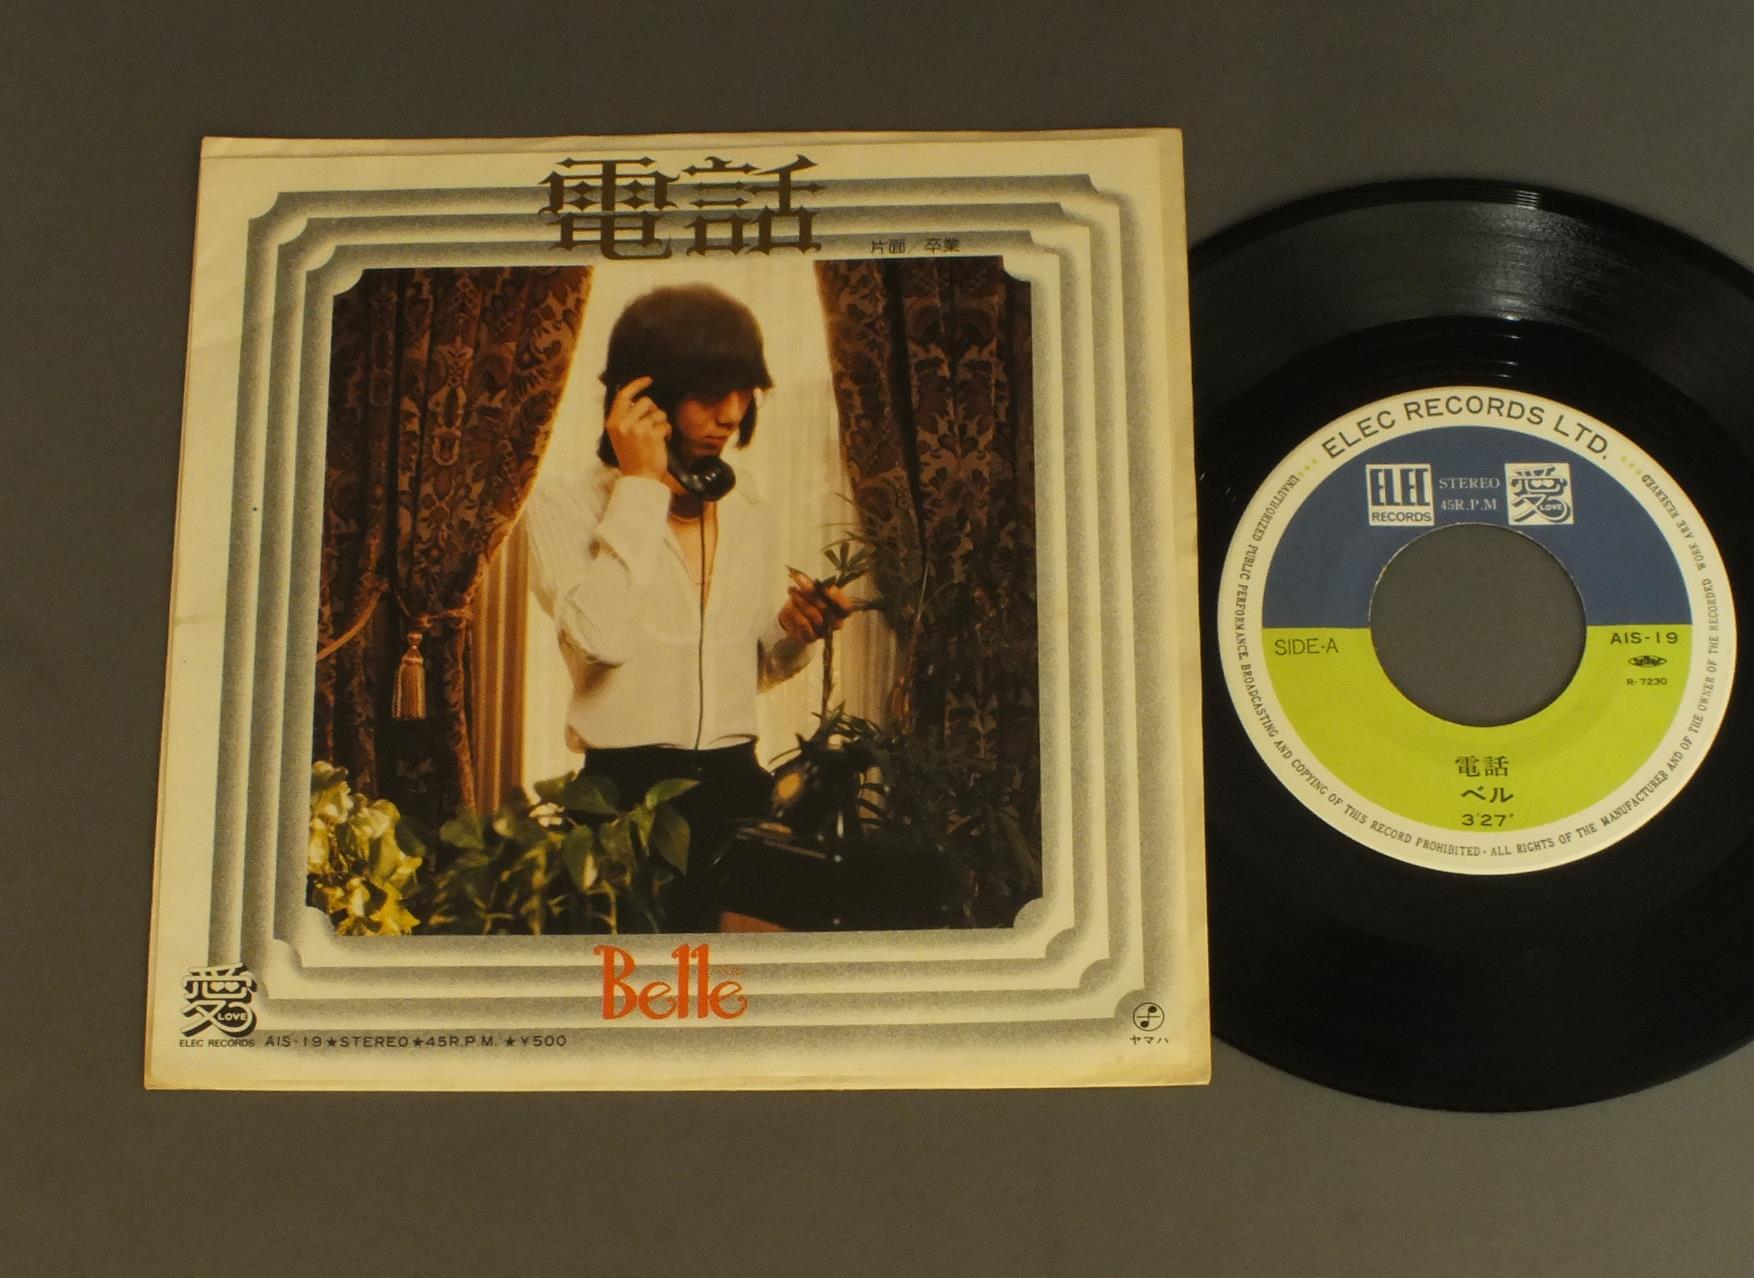 電話
片面/卒業
Belle
愛
LOVE
ELEC RECORDS
AIS-19★STEREO★45R.P.M.★¥500
ヤマハ
ELEC RECORDS LTD.
ELEC
RECORDS
STEREO
45R.P.M
愛
LOVE
SIDE-A
AIS-19
R-7230
電話
ベル
3'27"
UNAUTHORIZED PUBLIC PERFORMANCE, BROADCASTING AND COPYING OF THIS RECORD PROHIBITED · ALL RIGHTS OF THE MANUFACTURER AND OF THE OWNER OF THE RECORDED WORK ARE RESERVED